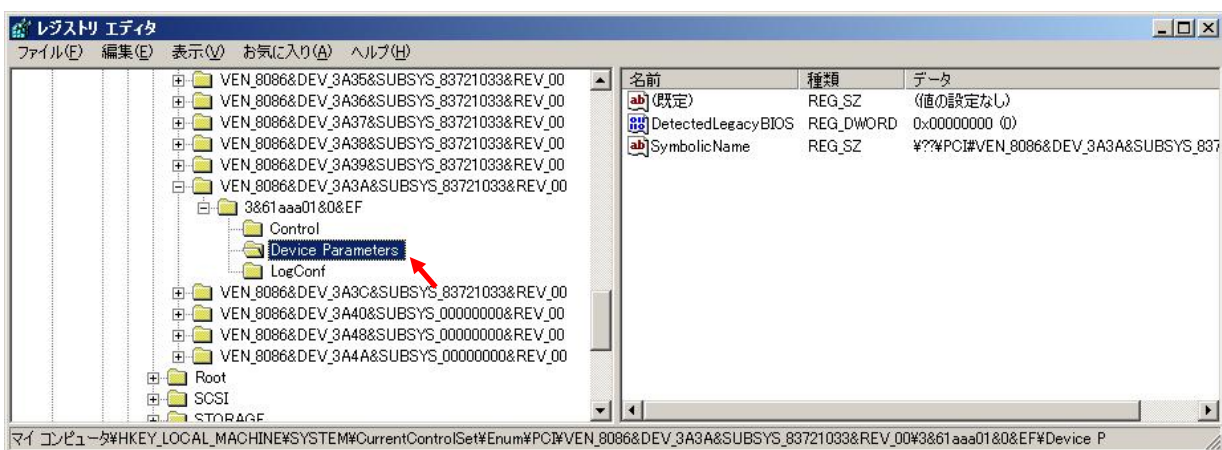 レジストリ エディタ
ファイル(F) 編集(E) 表示(V) お気に入り(A) ヘルプ(H)
VEN_8086&DEV_3A35&SUBSYS_83721033&REV_00
VEN_8086&DEV_3A36&SUBSYS_83721033&REV_00
VEN_8086&DEV_3A37&SUBSYS_83721033&REV_00
VEN_8086&DEV_3A38&SUBSYS_83721033&REV_00
VEN_8086&DEV_3A39&SUBSYS_83721033&REV_00
VEN_8086&DEV_3A3A&SUBSYS_83721033&REV_00
3&61aaa01&0&EF
Control
Device Parameters
LogConf
VEN_8086&DEV_3A3C&SUBSYS_83721033&REV_00
VEN_8086&DEV_3A40&SUBSYS_00000000&REV_00
VEN_8086&DEV_3A48&SUBSYS_00000000&REV_00
VEN_8086&DEV_3A4A&SUBSYS_00000000&REV_00
Root
SCSI
STORAGE
名前 種類 データ
(既定) REG_SZ (値の設定なし)
DetectedLegacyBIOS REG_DWORD 0x00000000 (0)
SymbolicName REG_SZ ¥??¥PCI#VEN_8086&DEV_3A3A&SUBSYS_837
マイ コンピュータ¥HKEY_LOCAL_MACHINE¥SYSTEM¥CurrentControlSet¥Enum¥PCI¥VEN_8086&DEV_3A3A&SUBSYS_83721033&REV_00¥3&61aaa01&0&EF¥Device P